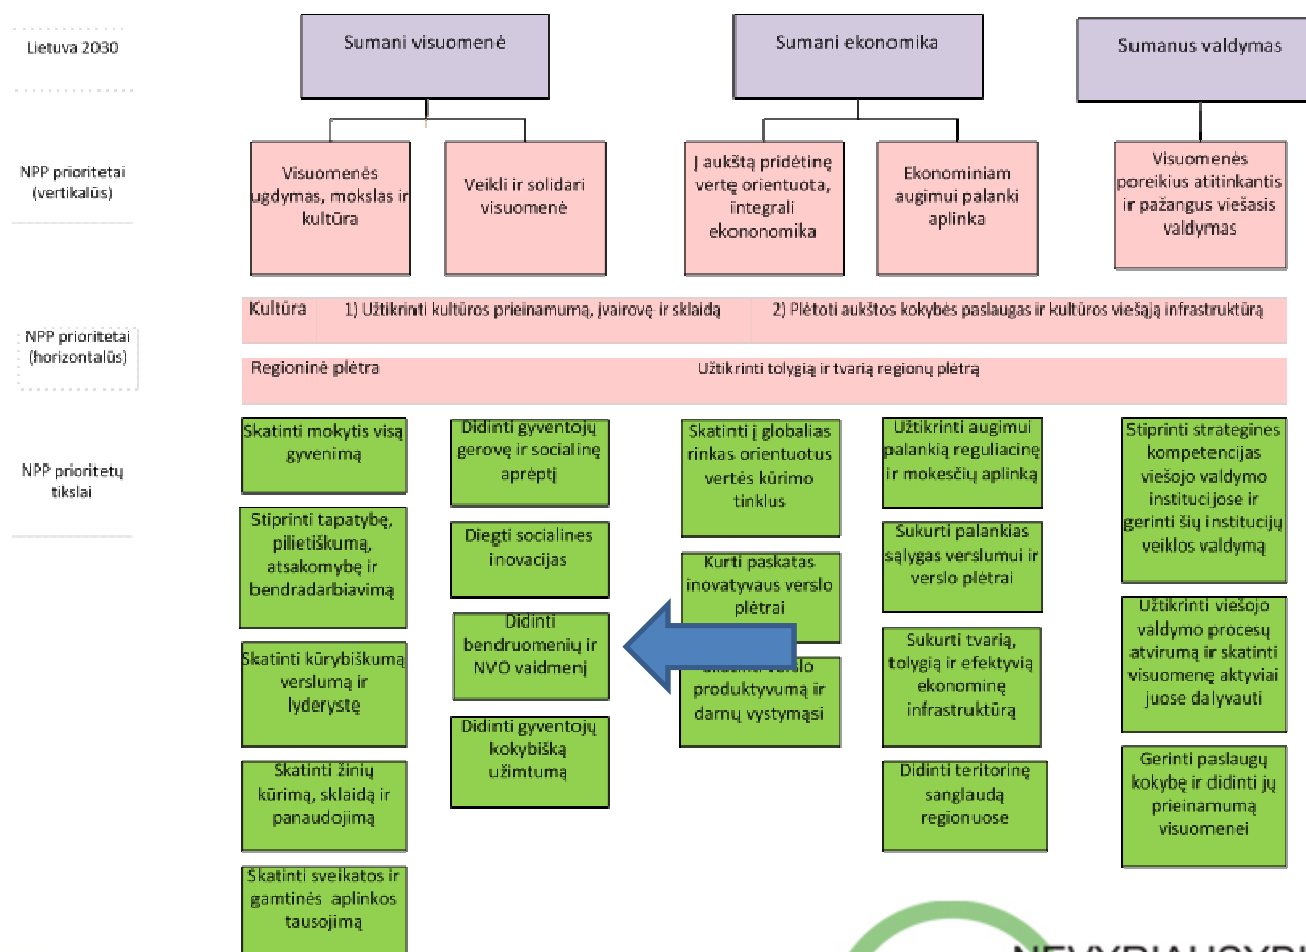 Lietuva 2030
Sumani visuomenė
Sumani ekonomika
Sumanus valdymas
NPP prioritetai
(vertikalūs)
Visuomenės
ugdymas, mokslas ir
kultūra
Veikli ir solidari
visuomenė
Į aukštą pridėtinę
vertę orientuota,
integrali
ekononomika
Ekonominiam
augimui palanki
aplinka
Visuomenės
poreikius atitinkantis
ir pažangus viešasis
valdymas
NPP prioritetai
(horizontalūs)
Kultūra
1) Užtikrinti kultūros prieinamumą, įvairovę ir sklaidą
2) Plėtoti aukštos kokybės paslaugas ir kultūros viešąją infrastruktūrą
Regioninė plėtra
Užtikrinti tolygią ir tvarią regionų plėtrą
NPP prioritetų
tikslai
Skatinti mokytis visą
gyvenimą
Stiprinti tapatybę,
pilietiškumą,
atsakomybę ir
bendradarbiavimą
Skatinti kūrybiškumą
verslumą ir
lyderystę
Skatinti žinių
kūrimą, sklaidą ir
panaudojimą
Skatinti sveikatos ir
gamtinės aplinkos
tausojimą
Didinti gyventojų
gerovę ir socialinę
aprėptį
Diegti socialines
inovacijas
Didinti
bendruomenių ir
NVO vaidmenį
Didinti gyventojų
kokybišką
užimtumą
Skatinti į globalias
rinkas orientuotus
vertės kūrimo
tinklus
Kurti paskatas
inovatyvaus verslo
plėtrai
verslo
produktyvumą ir
darnų vystymąsi
Užtikrinti augimui
palankią reguliacinę
ir mokesčių aplinką
Sukurti palankias
sąlygas verslumui ir
verslo plėtrai
Sukurti tvarią,
tolygią ir efektyvią
ekonominę
infrastruktūrą
Didinti teritorinę
sanglaudą
regionuose
Stiprinti strategines
kompetencijas
viešojo valdymo
institucijose ir
gerinti šių institucijų
veiklos valdymą
Užtikrinti viešojo
valdymo procesų
atvirumą ir skatinti
visuomenę aktyviai
juose dalyvauti
Gerinti paslaugų
kokybę ir didinti jų
prieinamumą
visuomenei